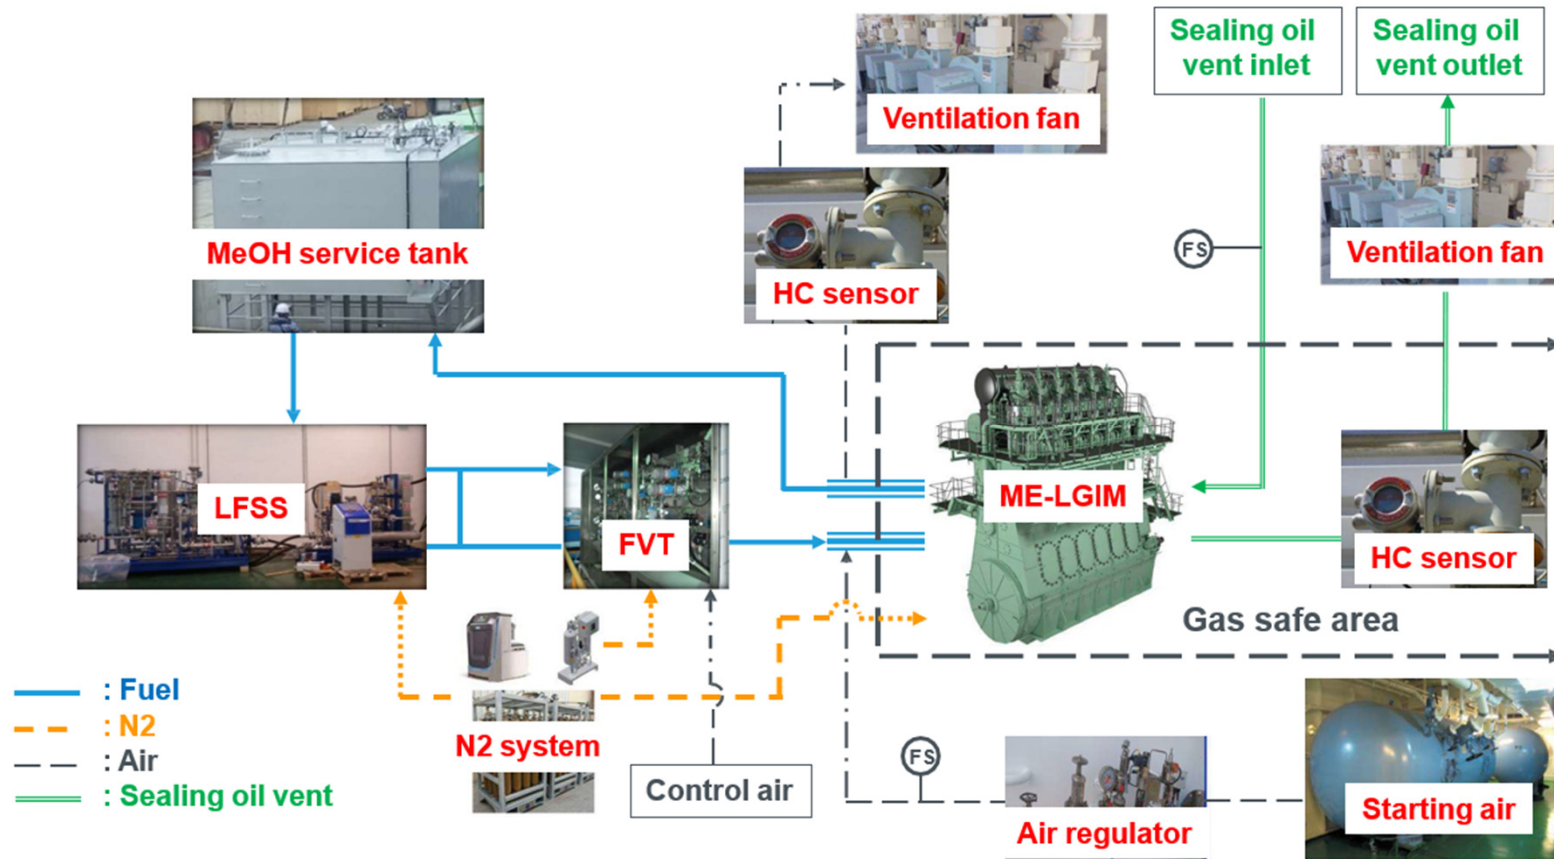 Sealing oil
vent inlet
Sealing oil
vent outlet
Ventilation fan
MeOH service tank
HC sensor
FS
Ventilation fan
LFSS
FVT
ME-LGIM
HC sensor
Gas safe area
: Fuel
: N2
: Air
: Sealing oil vent
N2 system
Control air
FS
Air regulator
Starting air